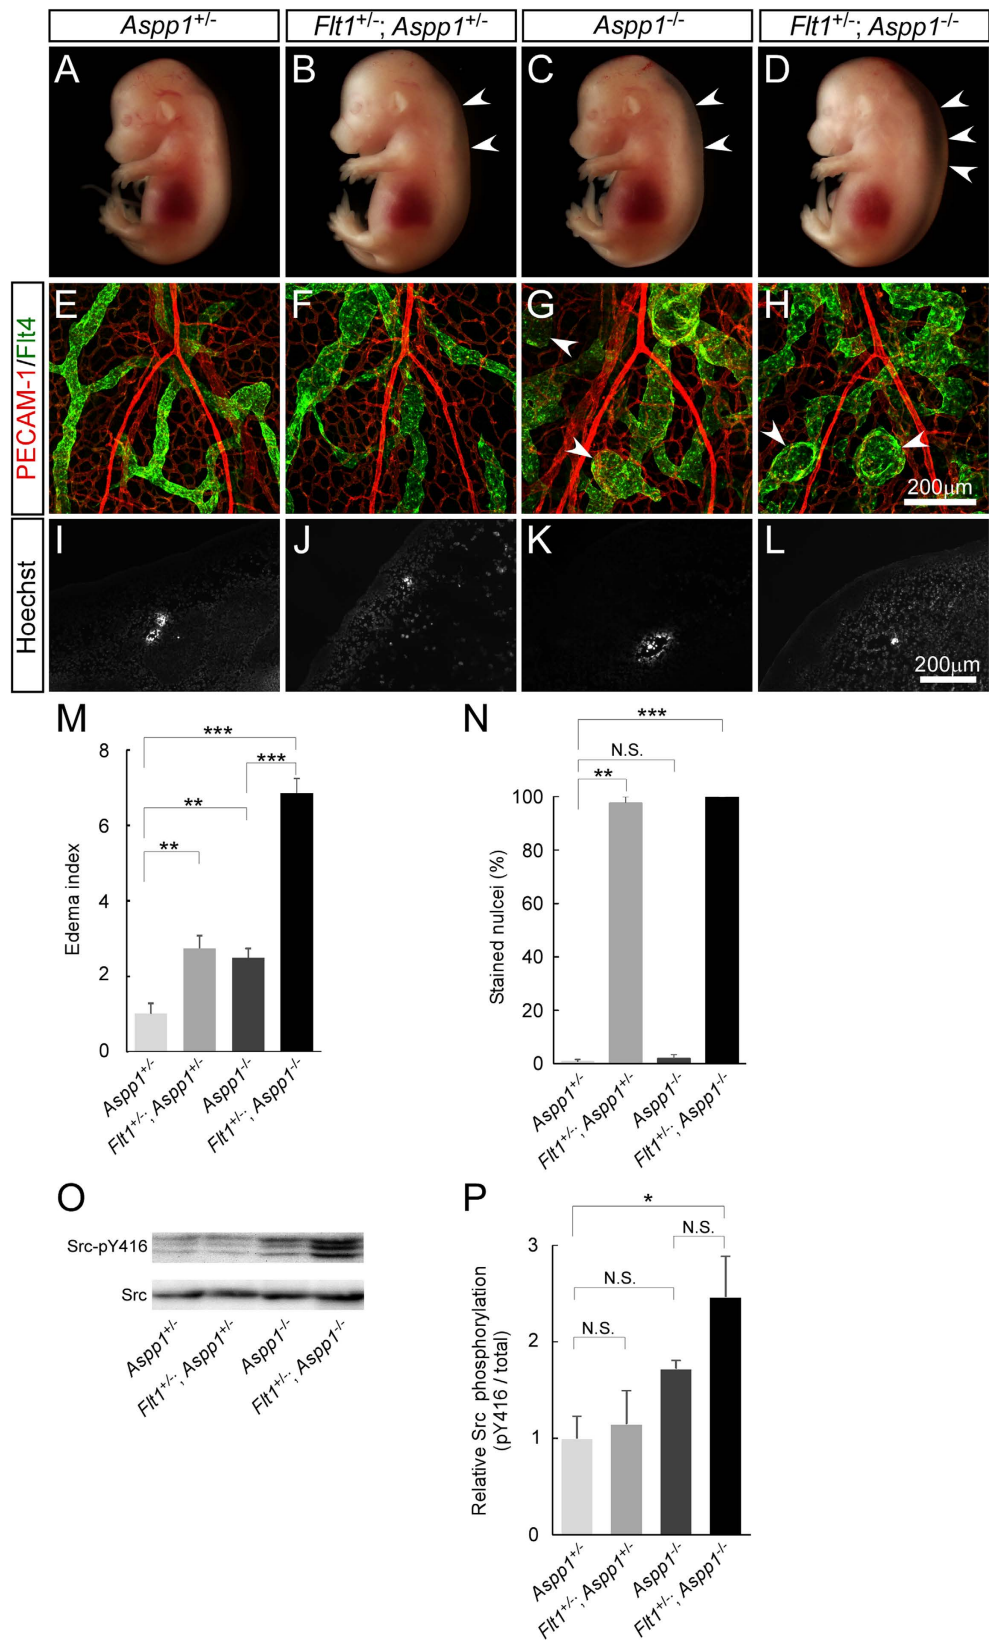 Aspp1+/- Flt1+/-; Aspp1+/- Aspp1-/- Flt1+/-; Aspp1-/-
A B C D
PECAM-1/Flt4
E F G H
200μm
Hoechst
I J K L
200μm
M
***
***
**
**
Edema index
8
6
4
2
0
Aspp1+/-
Flt1+/-; Aspp1+/-
Aspp1-/-
Flt1+/-; Aspp1-/-
N
***
N.S.
**
Stained nulcei (%)
100
80
60
40
20
0
Aspp1+/-
Flt1+/-; Aspp1+/-
Aspp1-/-
Flt1+/-; Aspp1-/-
O
Src-pY416
Src
Aspp1+/-
Flt1+/-; Aspp1+/-
Aspp1-/-
Flt1+/-; Aspp1-/-
P
*
N.S.
N.S.
N.S.
Relative Src phosphorylation
(pY416 / total)
3
2
1
0
Aspp1+/-
Flt1+/-; Aspp1+/-
Aspp1-/-
Flt1+/-; Aspp1-/-